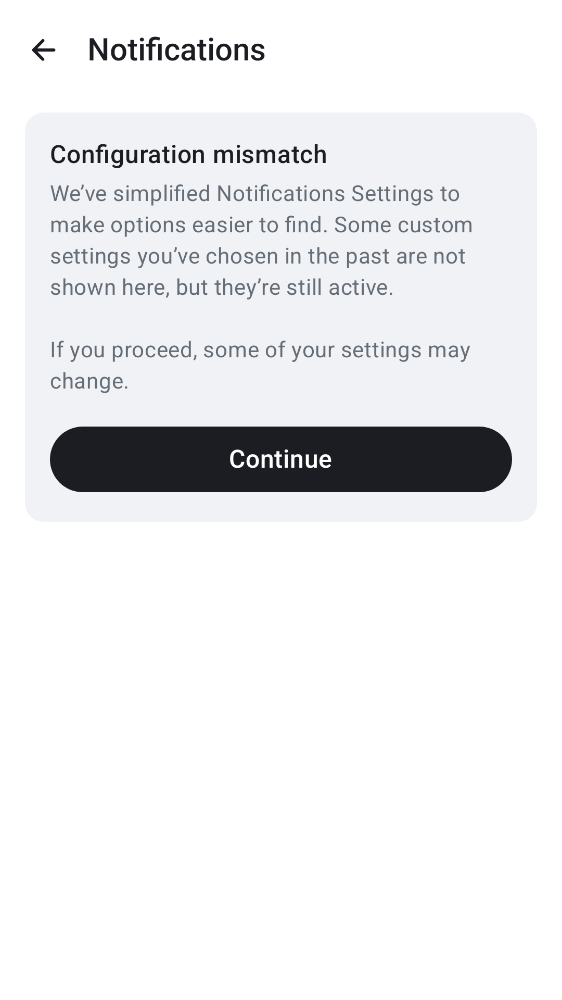 Notifications
Configuration mismatch
We’ve simplified Notifications Settings to
make options easier to find. Some custom
settings you’ve chosen in the past are not
shown here, but they’re still active.
If you proceed, some of your settings may
change.
Continue